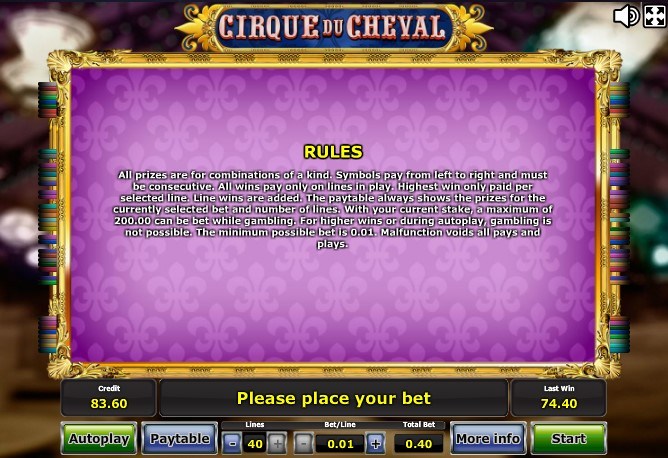 CIRQUE DU CHEVAL
RULES
All prizes are for combinations of a kind. Symbols pay from left to right and must
be consecutive. All wins pay only on lines in play. Highest win only paid per
selected line. Line wins are added. The paytable always shows the prizes for the
currently selected bet and number of lines. With your current stake, a maximum of
200.00 can be bet while gambling. For higher wins or during autoplay, gambling is
not possible. The minimum possible bet is 0.01. Malfunction voids all pays and
plays.
Credit
83.60
Please place your bet
Last Win
74.40
Autoplay
Paytable
Lines
- 40 +
Bet/Line
- 0.01 +
Total Bet
0.40
More info
Start